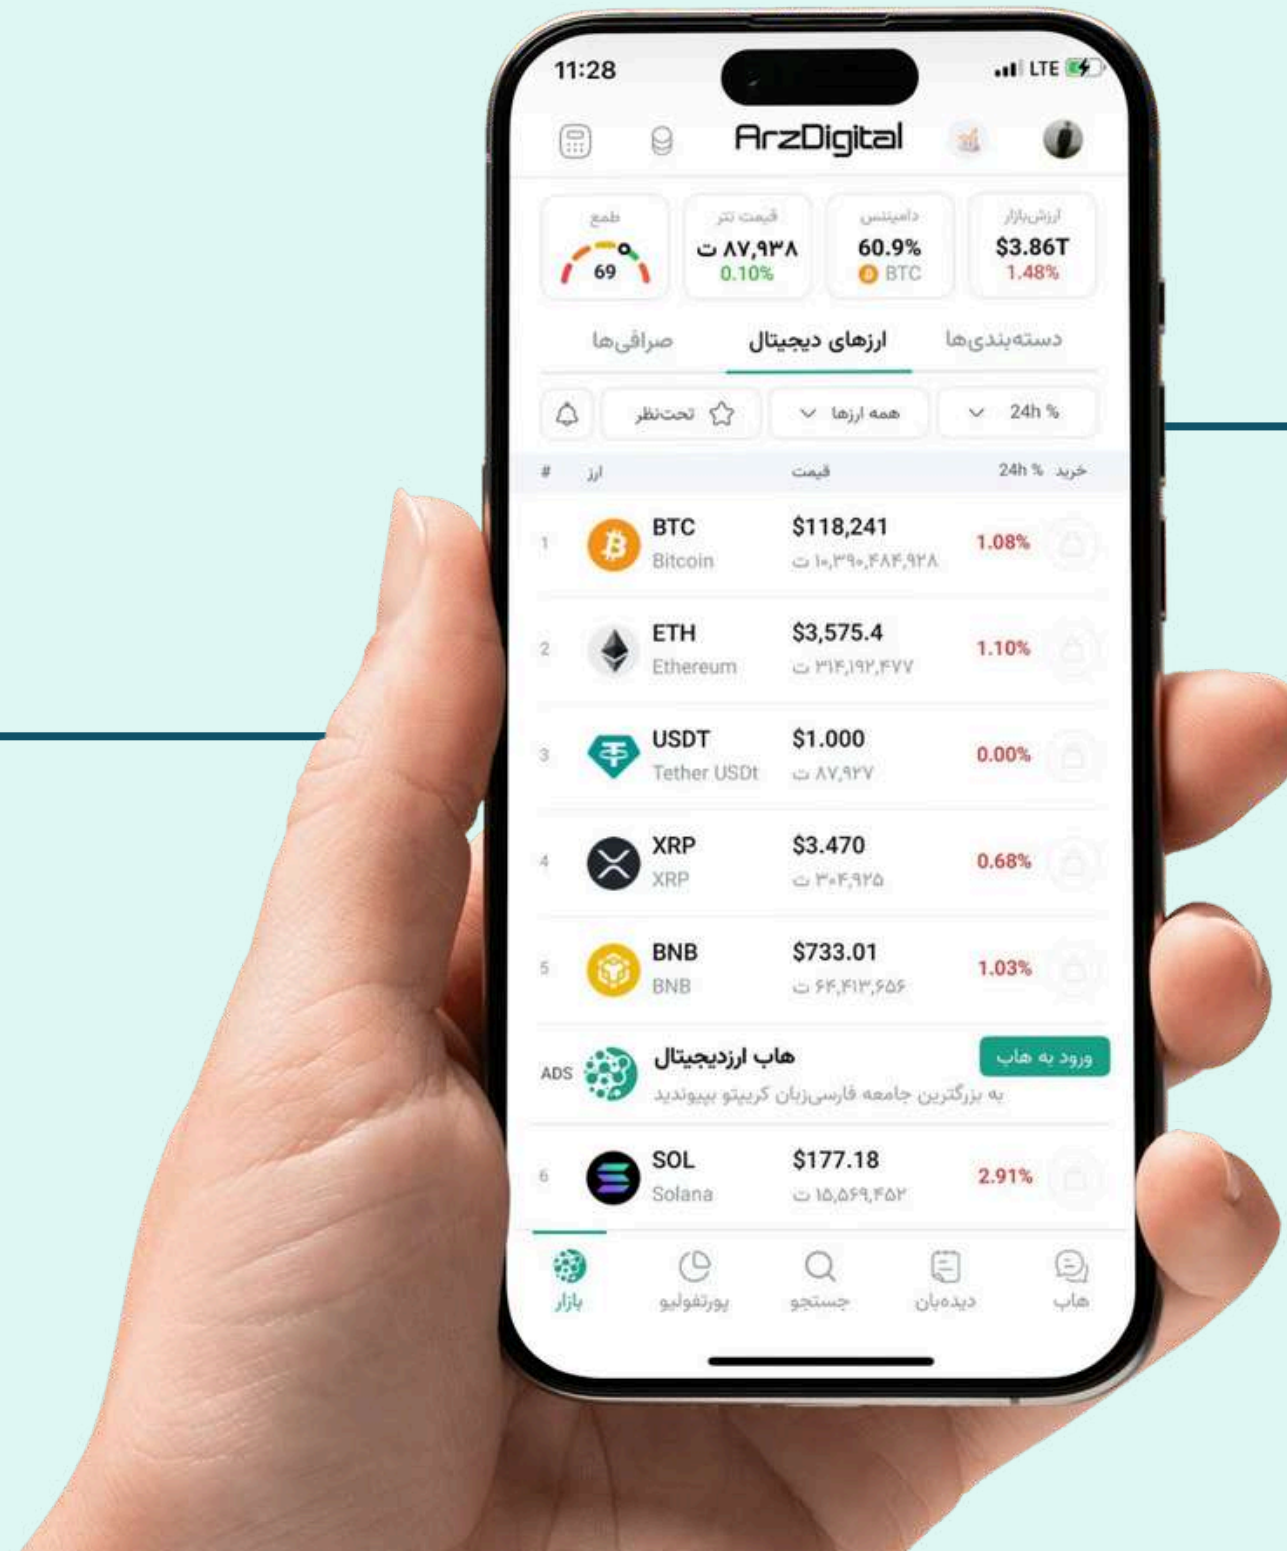 11:28
LTE
ArzDigital
ارزش‌بازار
$3.86T
1.48%
دامیننس
60.9%
BTC
قیمت تتر
۸۷,۹۳۸ ت
0.10%
طمع
69
دسته‌بندی‌ها
ارزهای دیجیتال
صرافی‌ها
24h %
همه ارزها
تحت‌نظر
# ارز قیمت 24h % خرید
1 BTC $118,241 1.08%
Bitcoin ۱۰,۳۹۰,۴۸۴,۹۲۸ ت
2 ETH $3,575.4 1.10%
Ethereum ۳۱۴,۱۹۲,۴۷۷ ت
3 USDT $1.000 0.00%
Tether USDt ۸۷,۹۲۷ ت
4 XRP $3.470 0.68%
XRP ۳۰۴,۹۲۵ ت
5 BNB $733.01 1.03%
BNB ۶۴,۴۱۳,۶۵۶ ت
ADS هاب ارزدیجیتال ورود به هاب
به بزرگترین جامعه فارسی‌زبان کریپتو بپیوندید
6 SOL $177.18 2.91%
Solana ۱۵,۵۶۹,۴۵۲ ت
هاب
دیده‌بان
جستجو
پورتفولیو
بازار